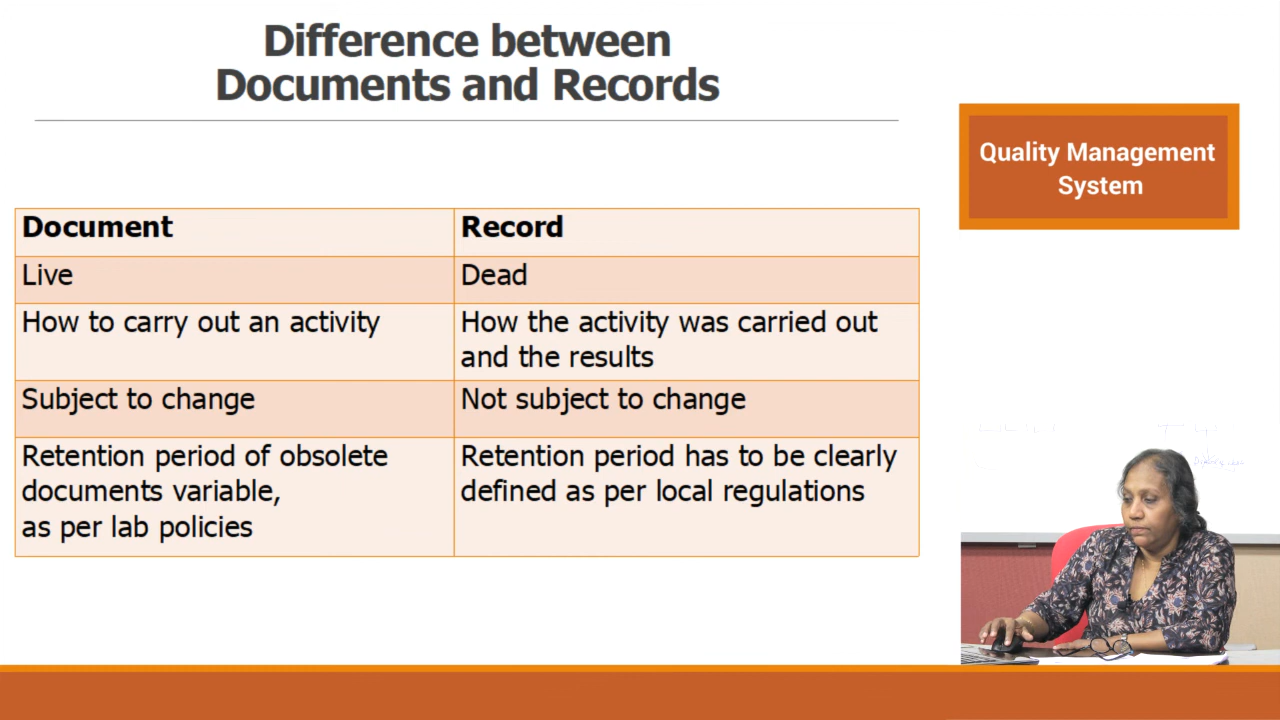 Difference between
Documents and Records
Quality Management
System
Document
Record
Live
Dead
How to carry out an activity
How the activity was carried out
and the results
Subject to change
Not subject to change
Retention period of obsolete
documents variable,
as per lab policies
Retention period has to be clearly
defined as per local regulations